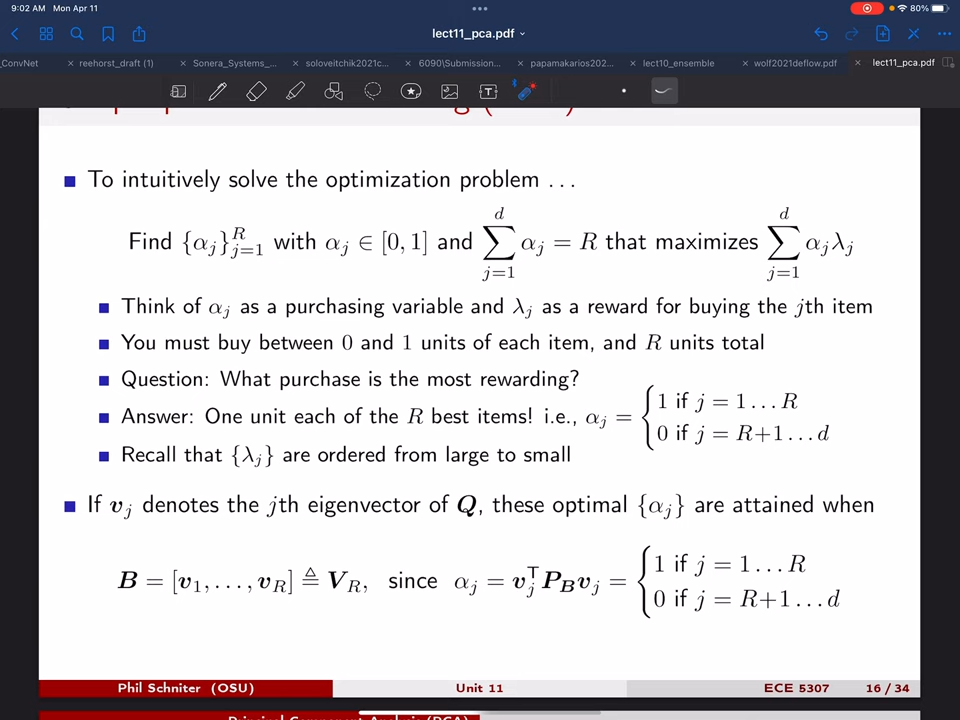 9:02 AM Mon Apr 11
80%
lect11_pca.pdf
_ConvNet × reehorst_draft (1) × Sonera_Systems_... × soloveitchik2021c... × 6090\Submission... × papamakarios202... × lect10_ensemble × wolf2021deflow.pdf × lect11_pca.pdf
To intuitively solve the optimization problem ...
Find {α_j}_{j=1}^R with α_j ∈ [0, 1] and ∑_{j=1}^d α_j = R that maximizes ∑_{j=1}^d α_jλ_j
Think of α_j as a purchasing variable and λ_j as a reward for buying the jth item
You must buy between 0 and 1 units of each item, and R units total
Question: What purchase is the most rewarding?
Answer: One unit each of the R best items! i.e., α_j = { 1 if j = 1...R
0 if j = R+1...d
Recall that {λ_j} are ordered from large to small
If v_j denotes the jth eigenvector of Q, these optimal {α_j} are attained when
B = [v_1, ..., v_R] ≜ V_R, since α_j = v_j^T P_B v_j = { 1 if j = 1...R
0 if j = R+1...d
Phil Schniter (OSU) Unit 11 ECE 5307 16 / 34
Principal Component Analysis (PCA)